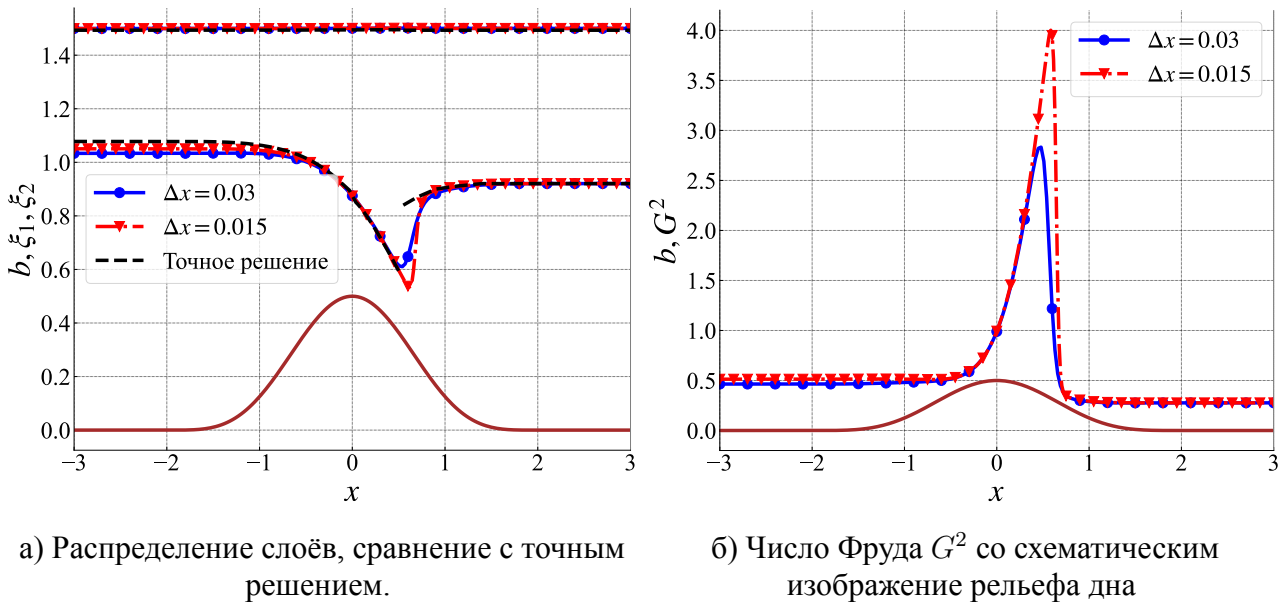 b, ξ₁, ξ₂
1.4
1.2
1.0
0.8
0.6
0.4
0.2
0.0
Δx = 0.03
Δx = 0.015
Точное решение
−3 −2 −1 0 1 2 3
x
а) Распределение слоёв, сравнение с точным
решением.
b, G²
4.0
3.5
3.0
2.5
2.0
1.5
1.0
0.5
0.0
Δx = 0.03
Δx = 0.015
−3 −2 −1 0 1 2 3
x
б) Число Фруда G² со схематическим
изображение рельефа дна